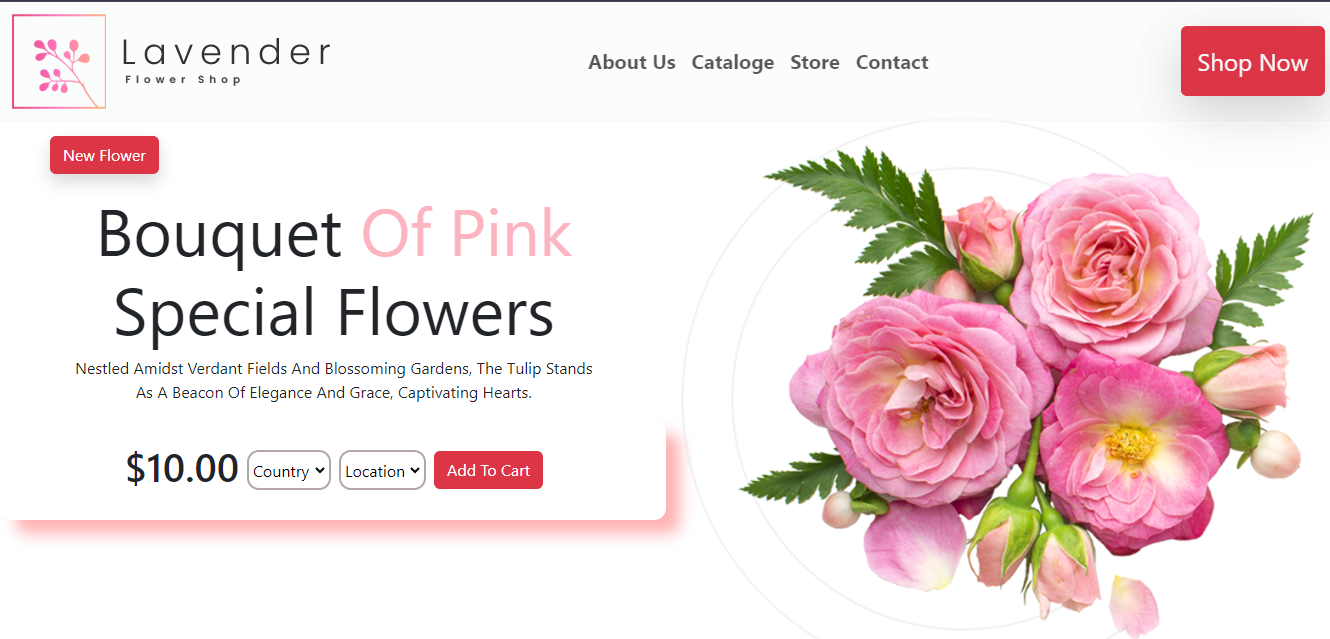 Lavender
Flower Shop
About Us Cataloge Store Contact
Shop Now
New Flower
Bouquet Of Pink
Special Flowers
Nestled Amidst Verdant Fields And Blossoming Gardens, The Tulip Stands
As A Beacon Of Elegance And Grace, Captivating Hearts.
$10.00 Country Location Add To Cart